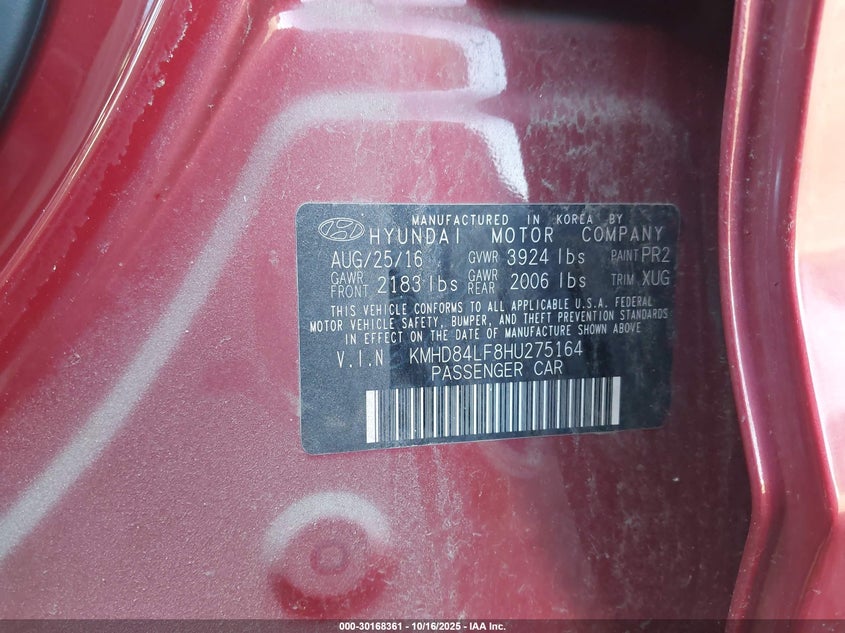 MANUFACTURED IN KOREA BY
HYUNDAI MOTOR COMPANY
AUG/25/16 GVWR 3924 lbs PAINT PR2
GAWR FRONT 2183 lbs GAWR REAR 2006 lbs TRIM XUG
THIS VEHICLE CONFORMS TO ALL APPLICABLE U.S.A. FEDERAL
MOTOR VEHICLE SAFETY, BUMPER, AND THEFT PREVENTION STANDARDS
IN EFFECT ON THE DATE OF MANUFACTURE SHOWN ABOVE
V.I.N KMHD84LF8HU275164
PASSENGER CAR
000-30168361 | 10/16/2025 - IAA Inc.